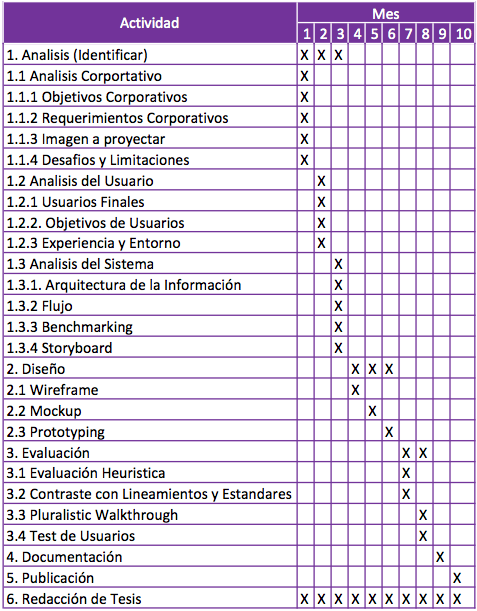 Actividad Mes
1 2 3 4 5 6 7 8 9 10
1. Analisis (Identificar) X X X
1.1 Analisis Corportativo X
1.1.1 Objetivos Corporativos X
1.1.2 Requerimientos Corporativos X
1.1.3 Imagen a proyectar X
1.1.4 Desafios y Limitaciones X
1.2 Analisis del Usuario X
1.2.1 Usuarios Finales X
1.2.2. Objetivos de Usuarios X
1.2.3 Experiencia y Entorno X
1.3 Analisis del Sistema X
1.3.1. Arquitectura de la Información X
1.3.2 Flujo X
1.3.3 Benchmarking X
1.3.4 Storyboard X
2. Diseño X X X
2.1 Wireframe X
2.2 Mockup X
2.3 Prototyping X
3. Evaluación X X
3.1 Evaluación Heuristica X
3.2 Contraste con Lineamientos y Estandares X
3.3 Pluralistic Walkthrough X
3.4 Test de Usuarios X
4. Documentación X
5. Publicación X
6. Redacción de Tesis X X X X X X X X X X